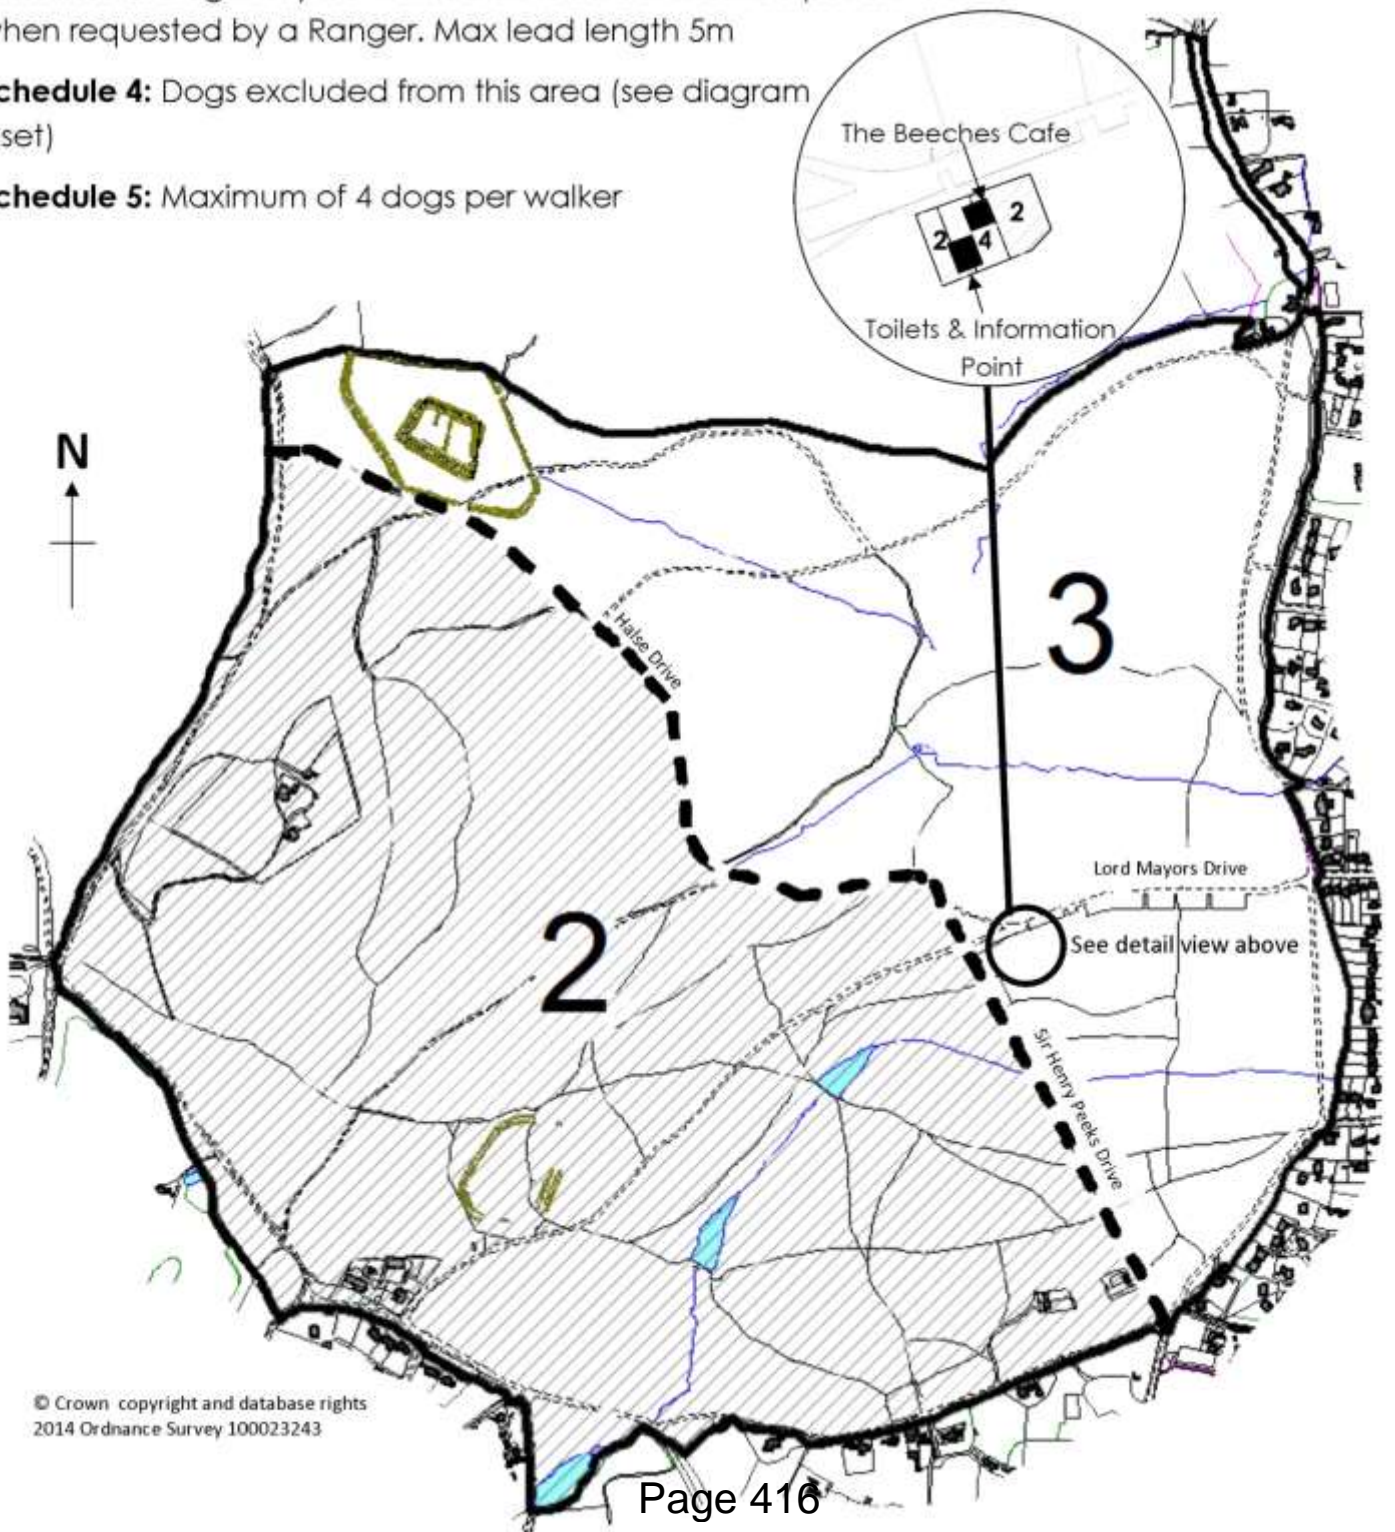 when requested by a Ranger. Max lead length 5m
chedule 4: Dogs excluded from this area (see diagram
set)
chedule 5: Maximum of 4 dogs per walker
The Beeches Cafe
2
2
4
Toilets & Information
Point
N
3
Halse Drive
Lord Mayors Drive
2
See detail view above
Sir Henry Peeks Drive
© Crown copyright and database rights
2014 Ordnance Survey 100023243
Page 416